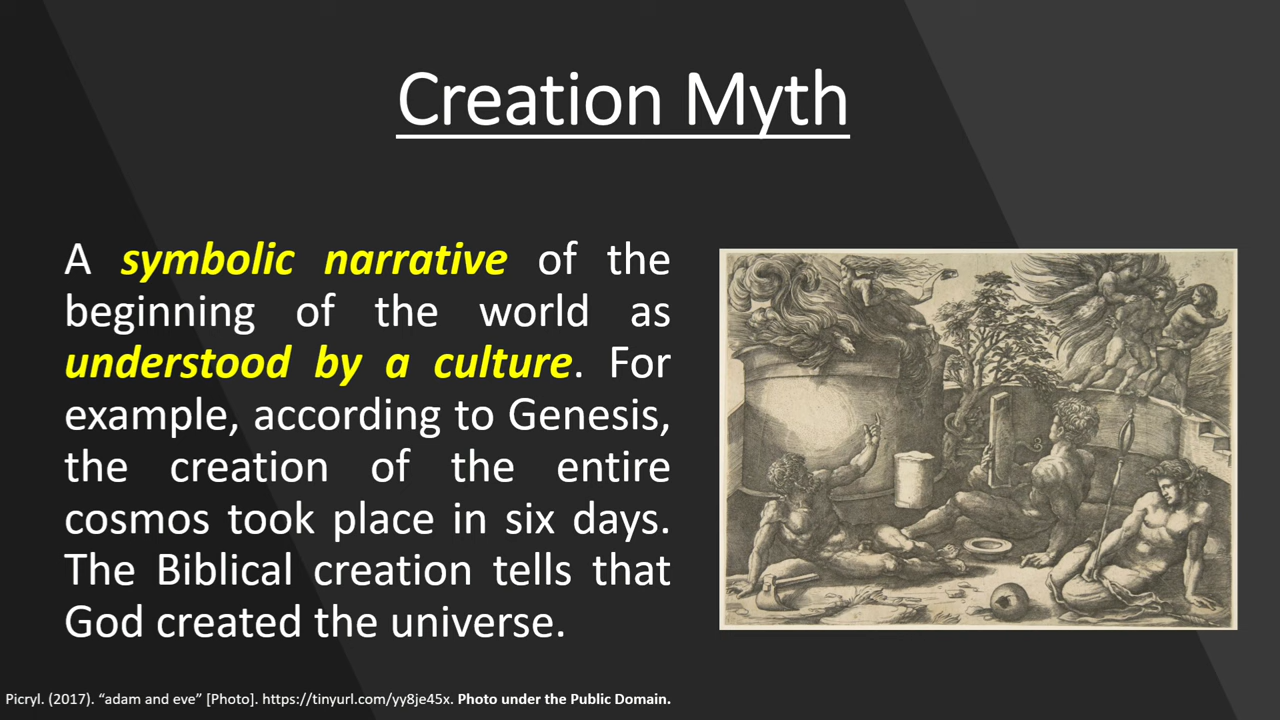 Creation Myth
A symbolic narrative of the
beginning of the world as
understood by a culture. For
example, according to Genesis,
the creation of the entire
cosmos took place in six days.
The Biblical creation tells that
God created the universe.
Picryl. (2017). “adam and eve” [Photo]. https://tinyurl.com/yy8je45x. Photo under the Public Domain.